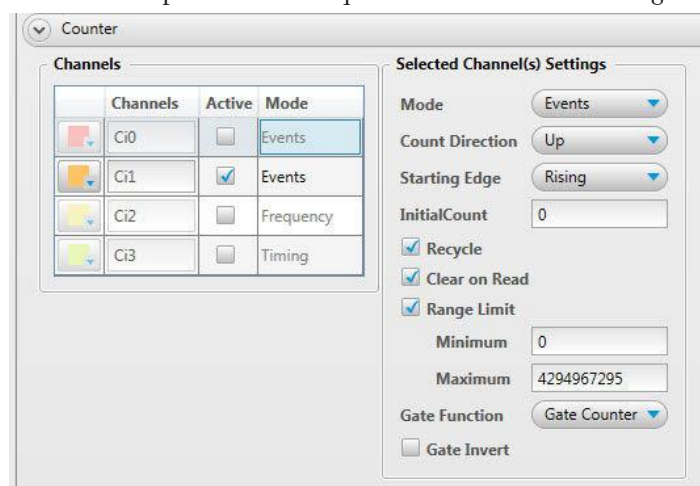 Counter
Channels
Channels Active Mode
Ci0 Events
Ci1 Events
Ci2 Frequency
Ci3 Timing
Selected Channel(s) Settings
Mode Events
Count Direction Up
Starting Edge Rising
InitialCount 0
Recycle
Clear on Read
Range Limit
Minimum 0
Maximum 4294967295
Gate Function Gate Counter
Gate Invert